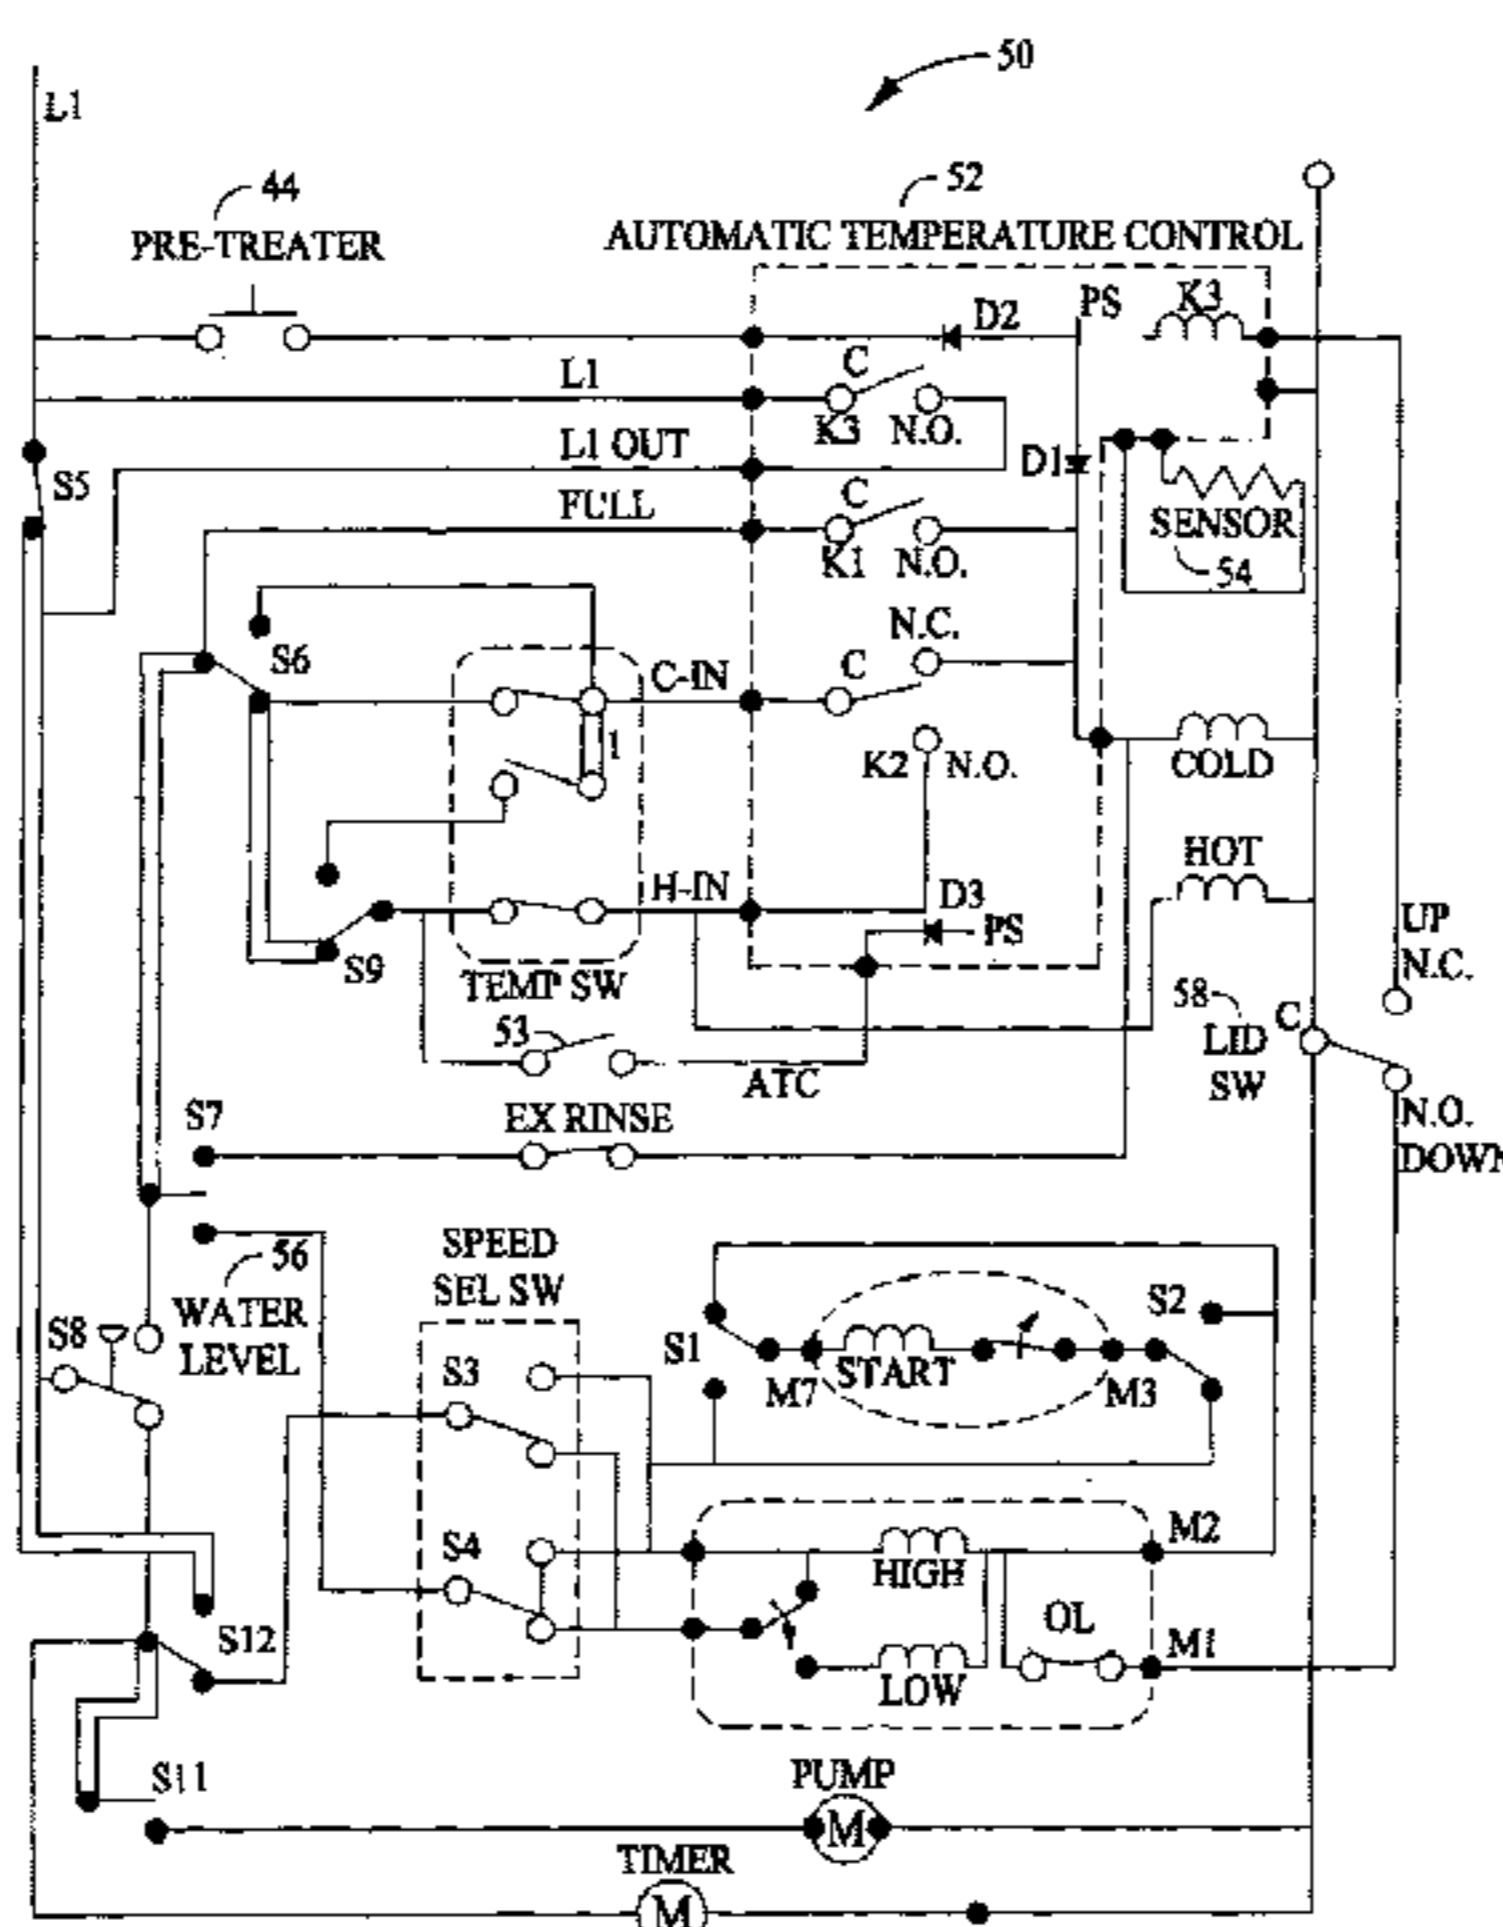 50
L1
44
52
PRE-TREATER
AUTOMATIC TEMPERATURE CONTROL
PS
K3
D2
C
L1
K3 N.O.
L1 OUT
D1
S5
C
FULL
SENSOR
K1 N.O.
54
N.C.
S6
C-IN
C
1
K2 N.O.
COLD
HOT
H-IN
D3
UP
PS
N.C.
S9
TEMP SW
58
C
53
LID
SW
ATC
S7
EX RINSE
N.O.
DOWN
56
SPEED
SEL SW
WATER
LEVEL
S8
S2
S1
S3
START
M7
M3
S4
M2
HIGH
OL
S12
M1
LOW
S11
PUMP
M
TIMER
M